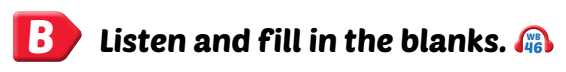 B Listen and fill in the blanks. WB 46